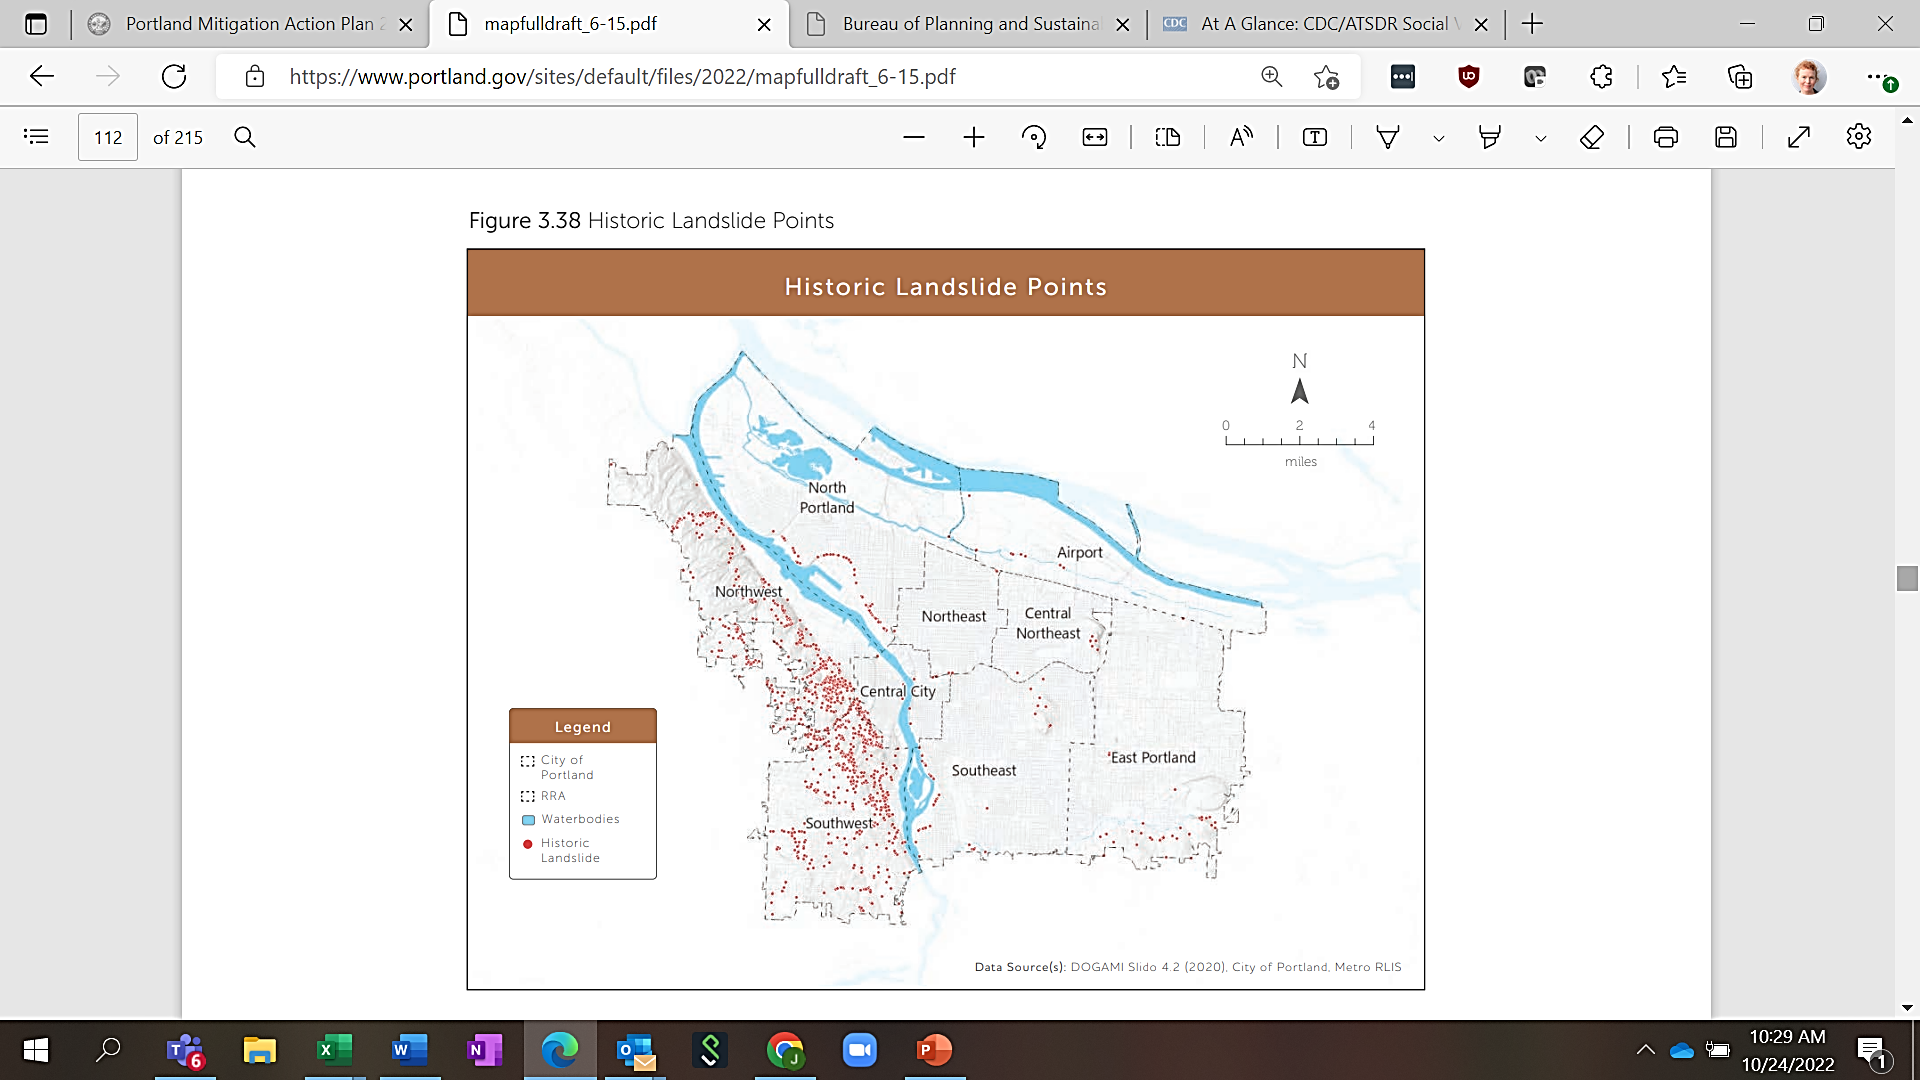 Portland Mitigation Action Plan 2
mapfulldraft_6-15.pdf
Bureau of Planning and Sustaina
CDC
At A Glance: CDC/ATSDR Social V
https://www.portland.gov/sites/default/files/2022/mapfulldraft_6-15.pdf
112
of 215
Figure 3.38 Historic Landslide Points
Historic Landslide Points
N
0
2
4
miles
North
Portland
Airport
Northwest
Northeast
Central
Northeast
Central City
East Portland
Southeast
Southwest
Legend
City of
Portland
RRA
Waterbodies
Historic
Landslide
Data Source(s): DOGAMI Slido 4.2 (2020), City of Portland, Metro RLIS
6
10:29 AM
10/24/2022
1